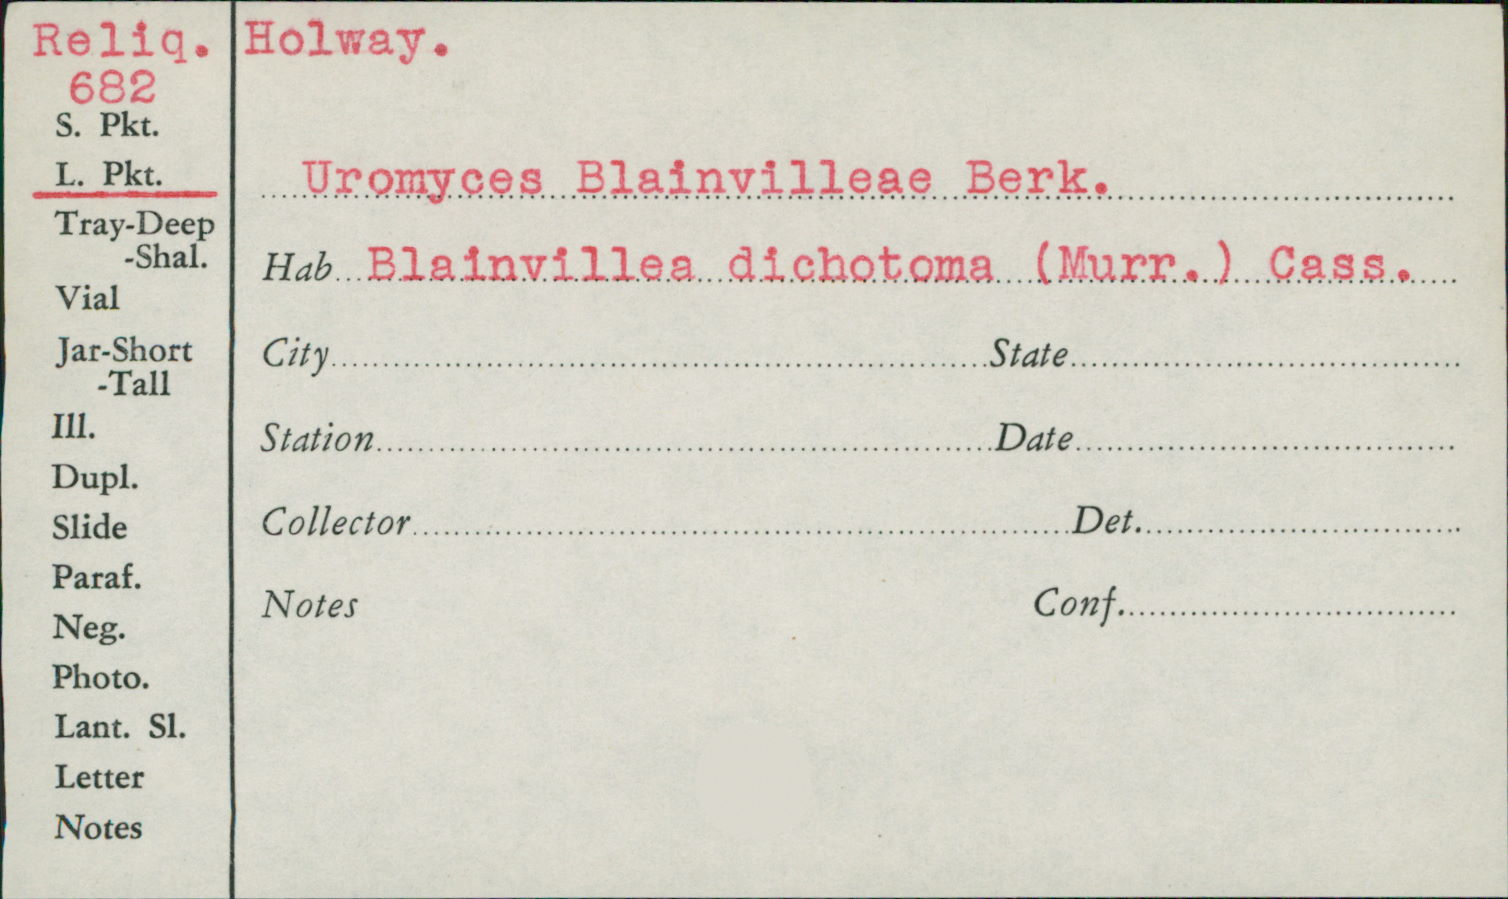 Reliq. Holway.
682
S. Pkt.
L. Pkt.
Tray-Deep
-Shal.
Vial
Jar-Short
-Tall
Ill.
Dupl.
Slide
Paraf.
Neg.
Photo.
Lant. Sl.
Letter
Notes
Uromyces Blainvilleae Berk.
Hab Blainvillea dichotoma (Murr.) Cass.
City State
Station Date
Collector Det.
Notes Conf.